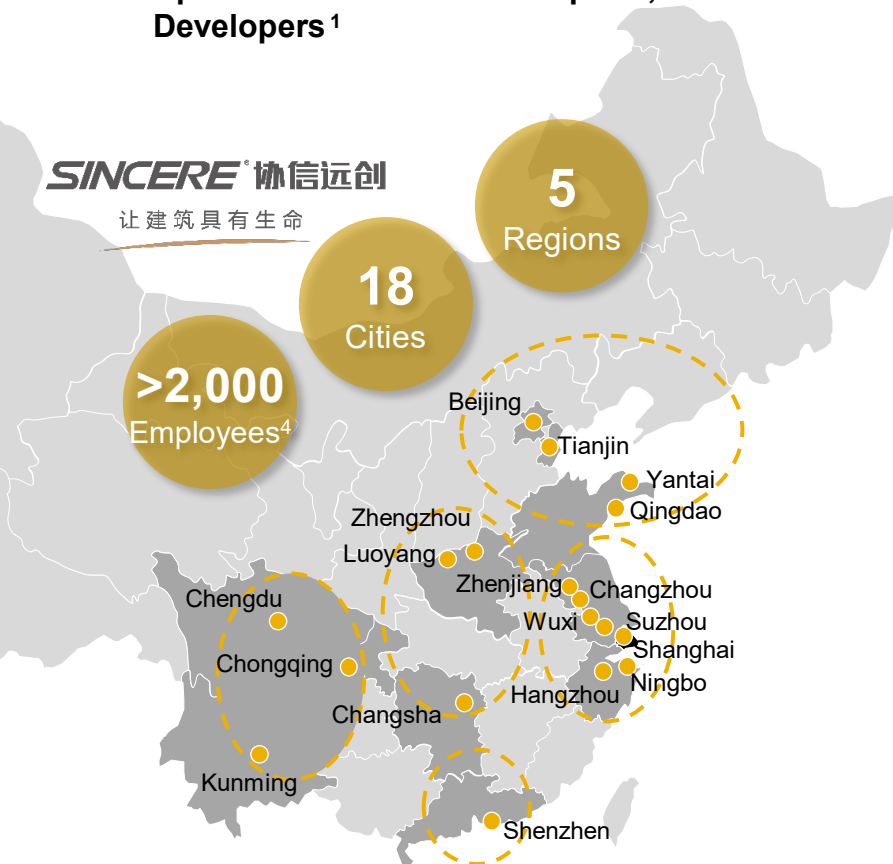 Developers ¹
SINCERE® 协信远创
让建筑具有生命
5
Regions
18
Cities
>2,000
Employees⁴
Beijing
Tianjin
Yantai
Qingdao
Zhengzhou
Luoyang
Zhenjiang
Changzhou
Chengdu
Wuxi
Suzhou
Shanghai
Chongqing
Ningbo
Hangzhou
Changsha
Kunming
Shenzhen